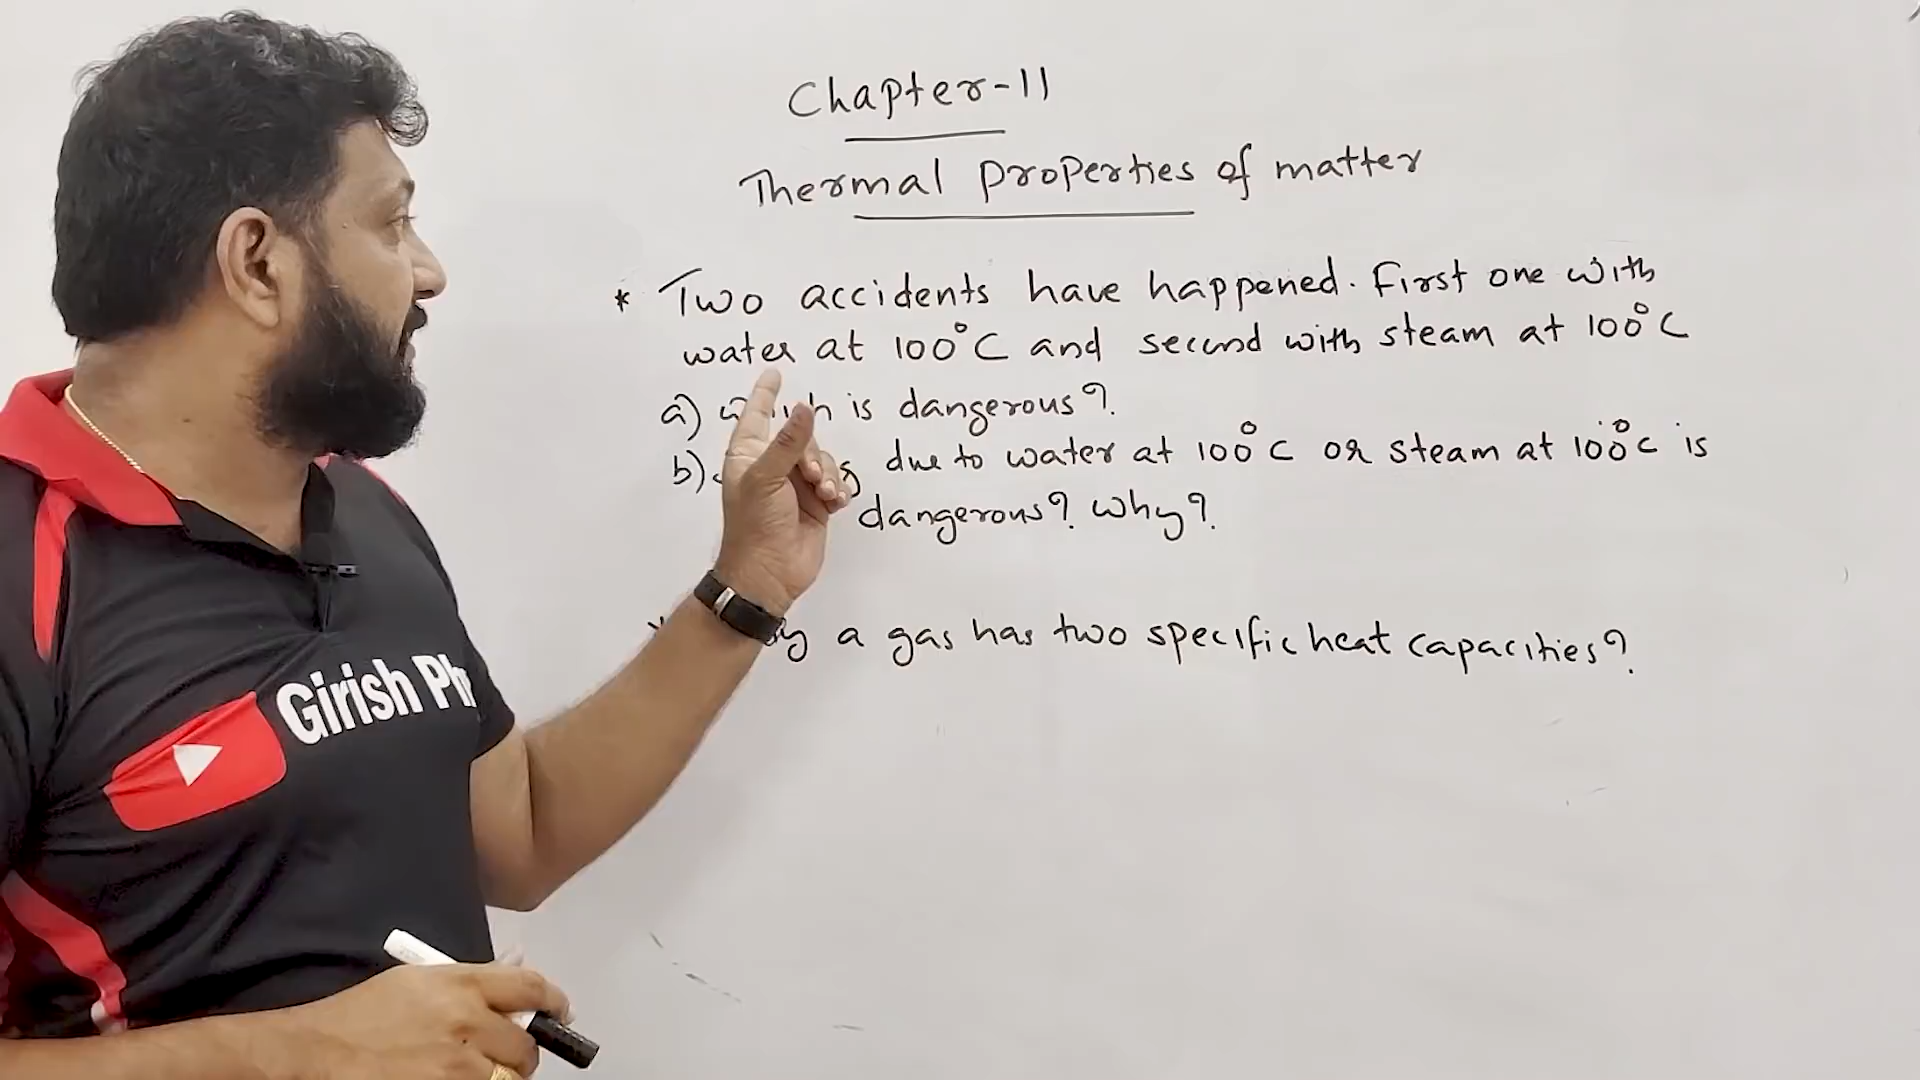 Chapter-11
Thermal Properties of matter
* Two accidents have happened. First one with
water at 100°C and second with steam at 100°C
a) which is dangerous?
b) due to water at 100°C or steam at 100°C is
dangerous? why?
a gas has two specific heat capacities?
Girish Ph